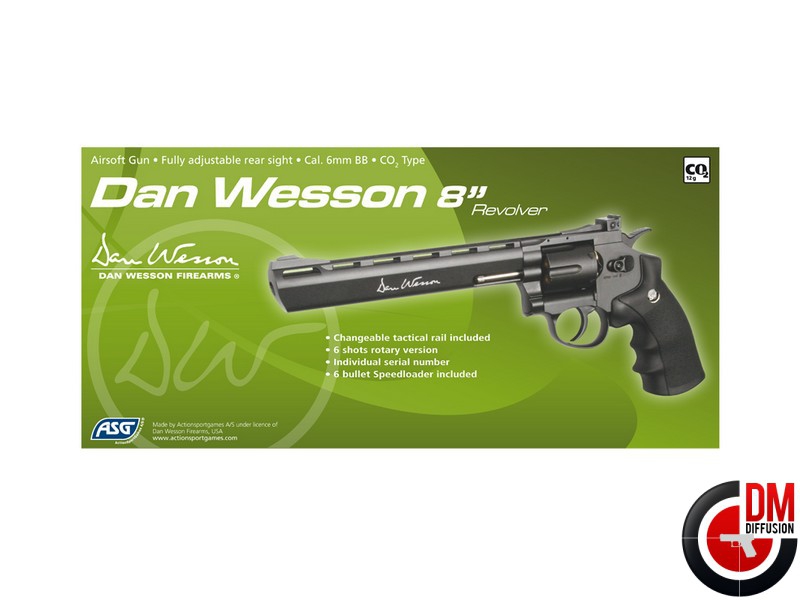 Airsoft Gun • Fully adjustable rear sight • Cal. 6mm BB • CO2 Type
CO2
12 g
Dan Wesson 8”
Revolver
Dan Wesson
DAN WESSON FIREARMS ®
Dan Wesson
DW
• Changeable tactical rail included
• 6 shots rotary version
• Individual serial number
• 6 bullet Speedloader included
ASG
Made by Actionsportgames A/S under licence of
Dan Wesson Firearms, USA
www.actionsportgames.com
DM
DIFFUSION